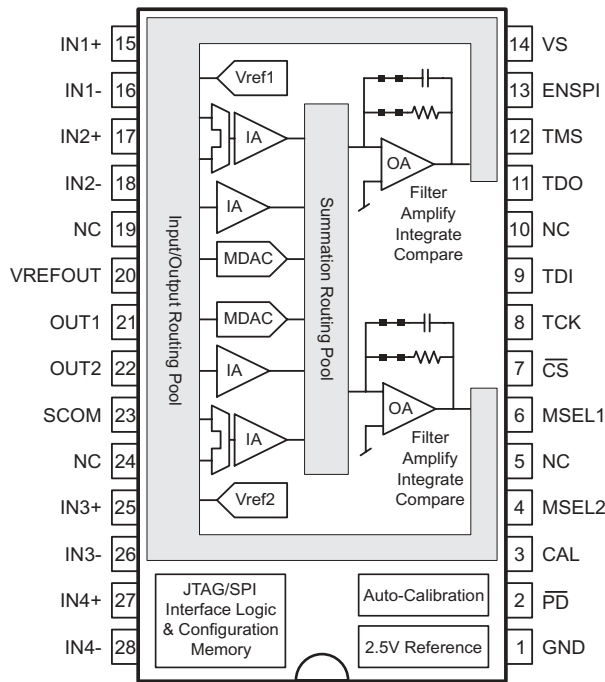 IN1+ 15
IN1- 16
IN2+ 17
IN2- 18
NC 19
VREFOUT 20
OUT1 21
OUT2 22
SCOM 23
NC 24
IN3+ 25
IN3- 26
IN4+ 27
IN4- 28
Input/Output Routing Pool
Vref1
IA
IA
MDAC
MDAC
IA
IA
Vref2
Summation Routing Pool
OA
Filter
Amplify
Integrate
Compare
OA
Filter
Amplify
Integrate
Compare
JTAG/SPI
Interface Logic
& Configuration
Memory
Auto-Calibration
2.5V Reference
14 VS
13 ENSPI
12 TMS
11 TDO
10 NC
9 TDI
8 TCK
7 C̅S̅
6 MSEL1
5 NC
4 MSEL2
3 CAL
2 P̅D̅
1 GND